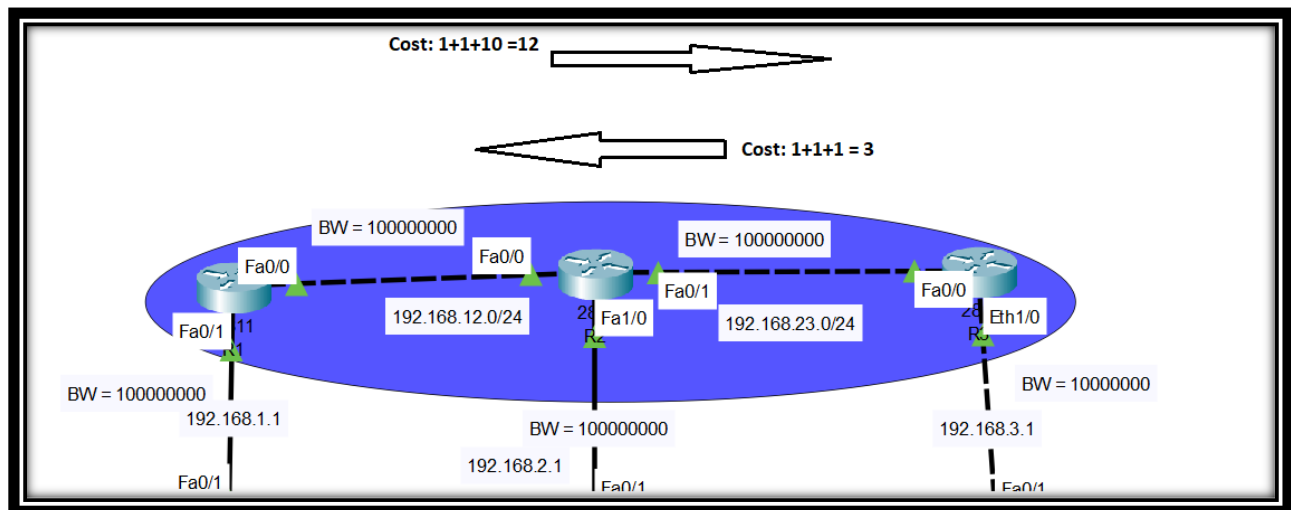 Cost: 1+1+10 =12
Cost: 1+1+1 = 3
BW = 100000000
BW = 100000000
Fa0/0
Fa0/0
Fa0/1
Fa0/0
192.168.12.0/24
Fa1/0
192.168.23.0/24
Eth1/0
Fa0/1
R1
R2
R3
BW = 100000000
BW = 10000000
192.168.1.1
BW = 100000000
192.168.3.1
192.168.2.1
Fa0/1
Fa0/1
Fa0/1